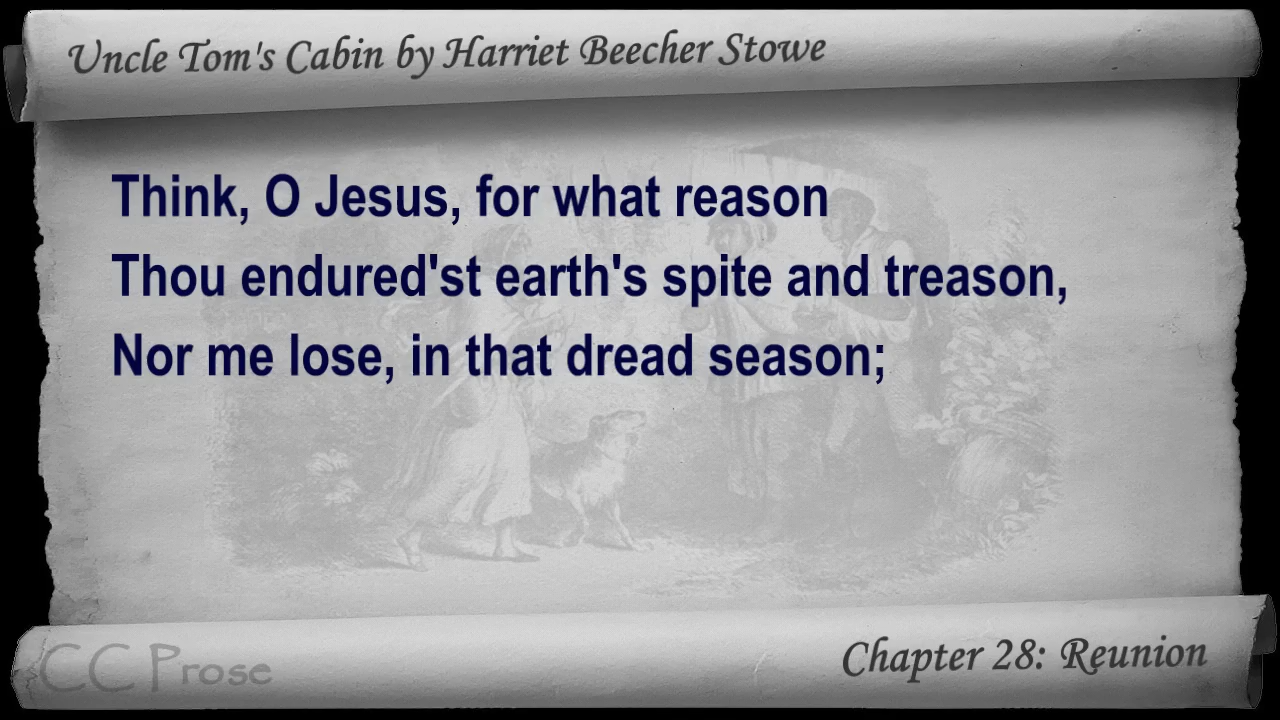 Uncle Tom's Cabin by Harriet Beecher Stowe
Think, O Jesus, for what reason
Thou endured'st earth's spite and treason,
Nor me lose, in that dread season;
CC Prose
Chapter 28: Reunion